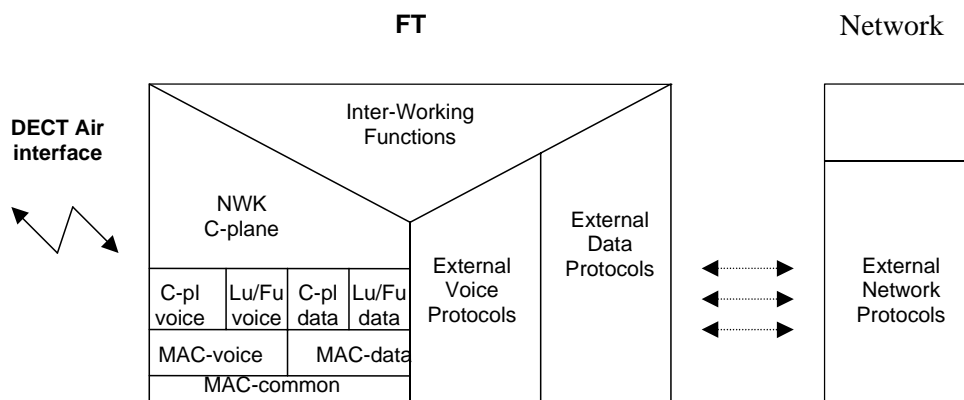 FT
Network
DECT Air
interface
Inter-Working
Functions
NWK
C-plane
External
Data
Protocols
External
Voice
Protocols
External
Network
Protocols
C-pl
voice
Lu/Fu
voice
C-pl
data
Lu/Fu
data
MAC-voice
MAC-data
MAC-common